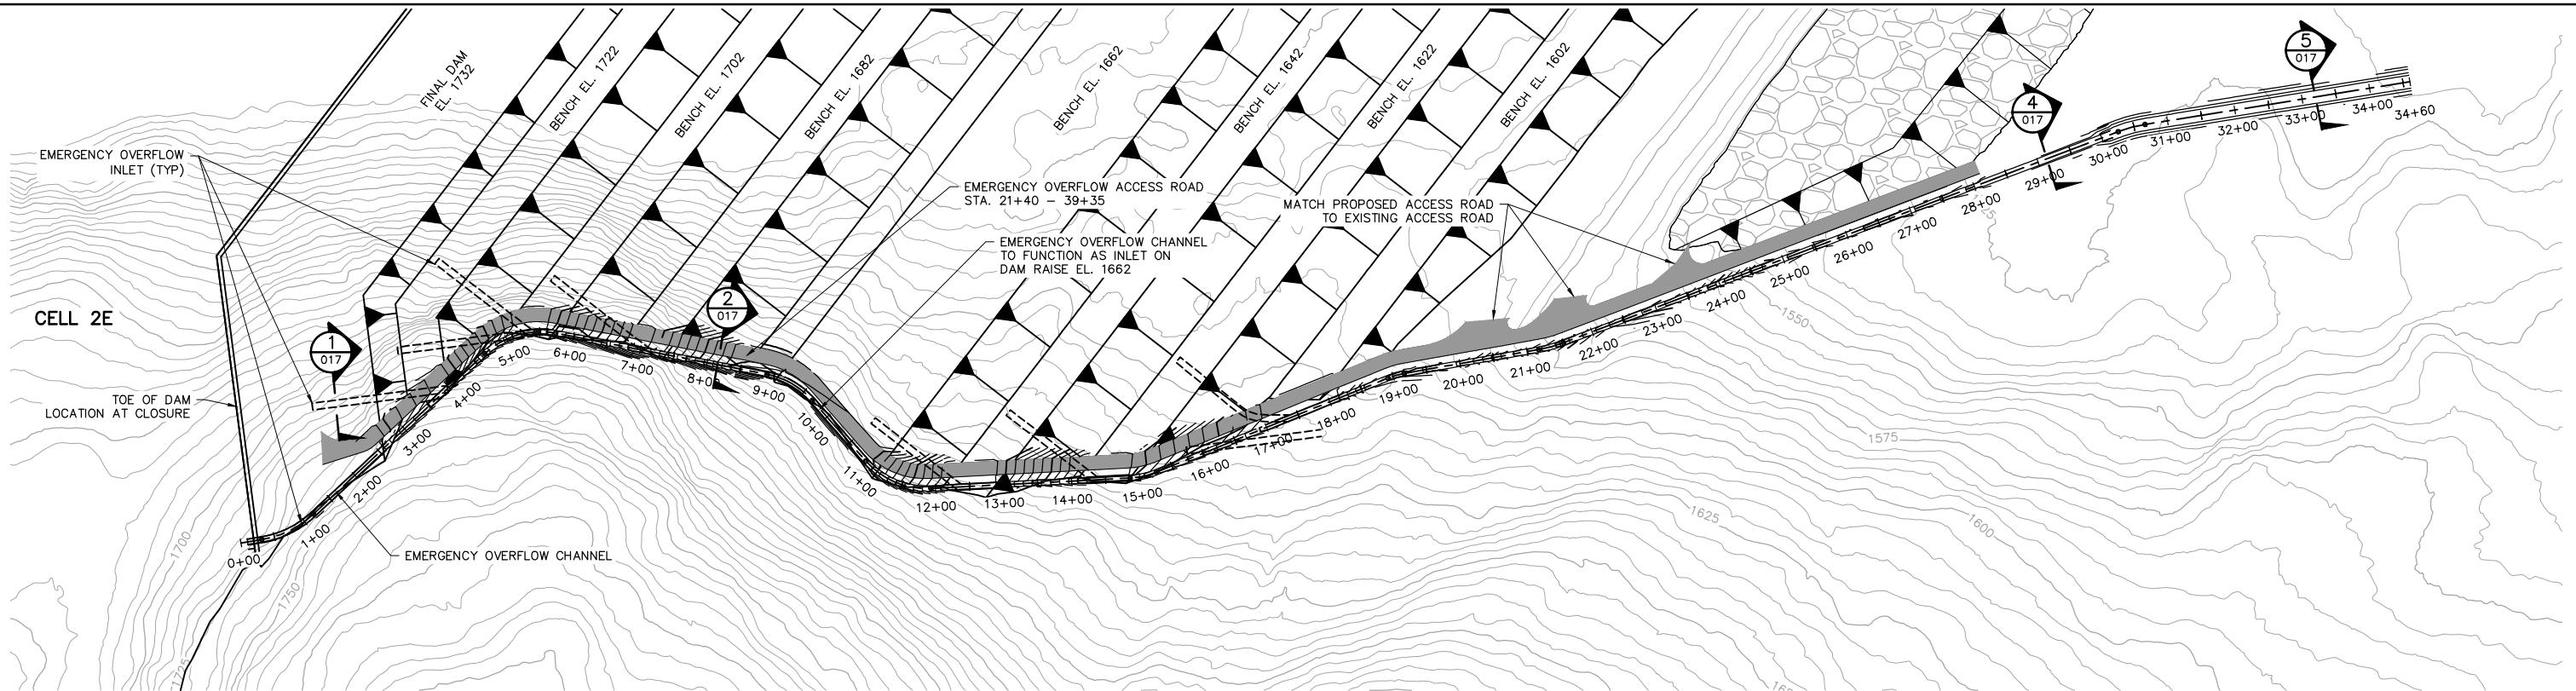 FINAL DAM
EL. 1732
BENCH EL. 1722
BENCH EL. 1702
BENCH EL. 1682
BENCH EL. 1662
BENCH EL. 1642
BENCH EL. 1622
BENCH EL. 1602
5
017
4
017
EMERGENCY OVERFLOW
INLET (TYP)
EMERGENCY OVERFLOW ACCESS ROAD
STA. 21+40 – 39+35
MATCH PROPOSED ACCESS ROAD
TO EXISTING ACCESS ROAD
EMERGENCY OVERFLOW CHANNEL
TO FUNCTION AS INLET ON
DAM RAISE EL. 1662
CELL 2E
1
017
2
017
TOE OF DAM
LOCATION AT CLOSURE
EMERGENCY OVERFLOW CHANNEL
0+00
1+00
2+00
3+00
4+00
5+00
6+00
7+00
8+00
9+00
10+00
11+00
12+00
13+00
14+00
15+00
16+00
17+00
18+00
19+00
20+00
21+00
22+00
23+00
24+00
25+00
26+00
27+00
28+00
29+00
30+00
31+00
32+00
33+00
34+00
34+60
1550
1575
1600
1625
1700
1750
1725